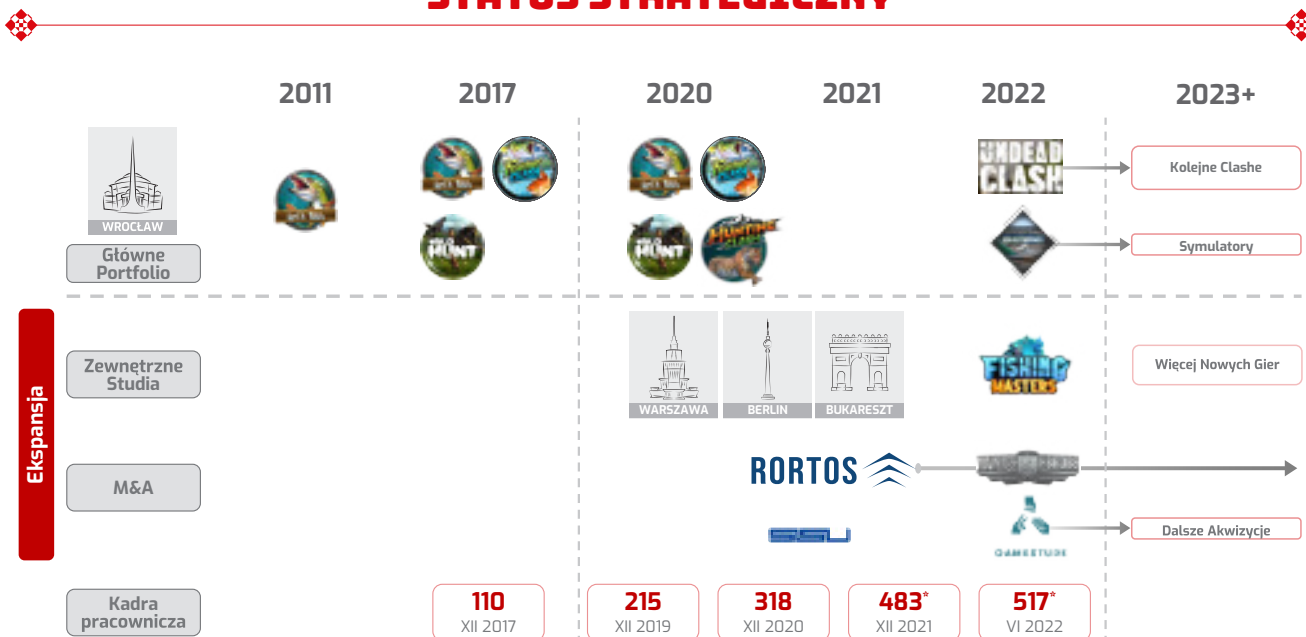 STATUS STRATEGICZNY
2011
2017
2020
2021
2022
2023+
WROCŁAW
Główne
Portfolio
HUNT
HUNT
HUNTING
CLASH
UNDEAD
CLASH
Kolejne Clashe
Symulatory
Ekspansja
Zewnętrzne
Studia
WARSZAWA
BERLIN
BUKARESZT
FISHING
MASTERS
Więcej Nowych Gier
M&A
RORTOS
SSU
GAMESTUDE
Dalsze Akwizycje
Kadra
pracownicza
110
XII 2017
215
XII 2019
318
XII 2020
483*
XII 2021
517*
VI 2022